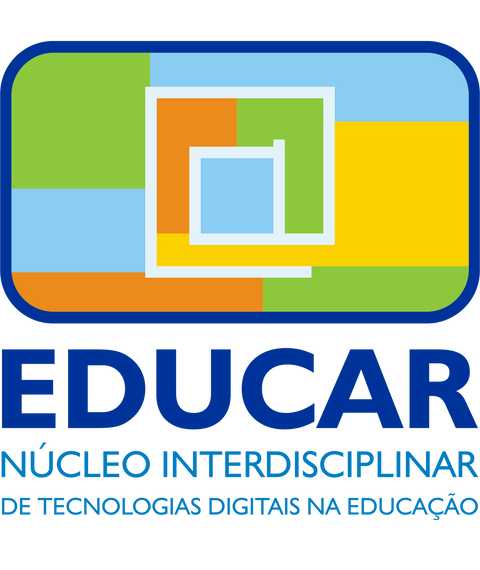 EDUCAR
NÚCLEO INTERDISCIPLINAR
DE TECNOLOGIAS DIGITAIS NA EDUCAÇÃO